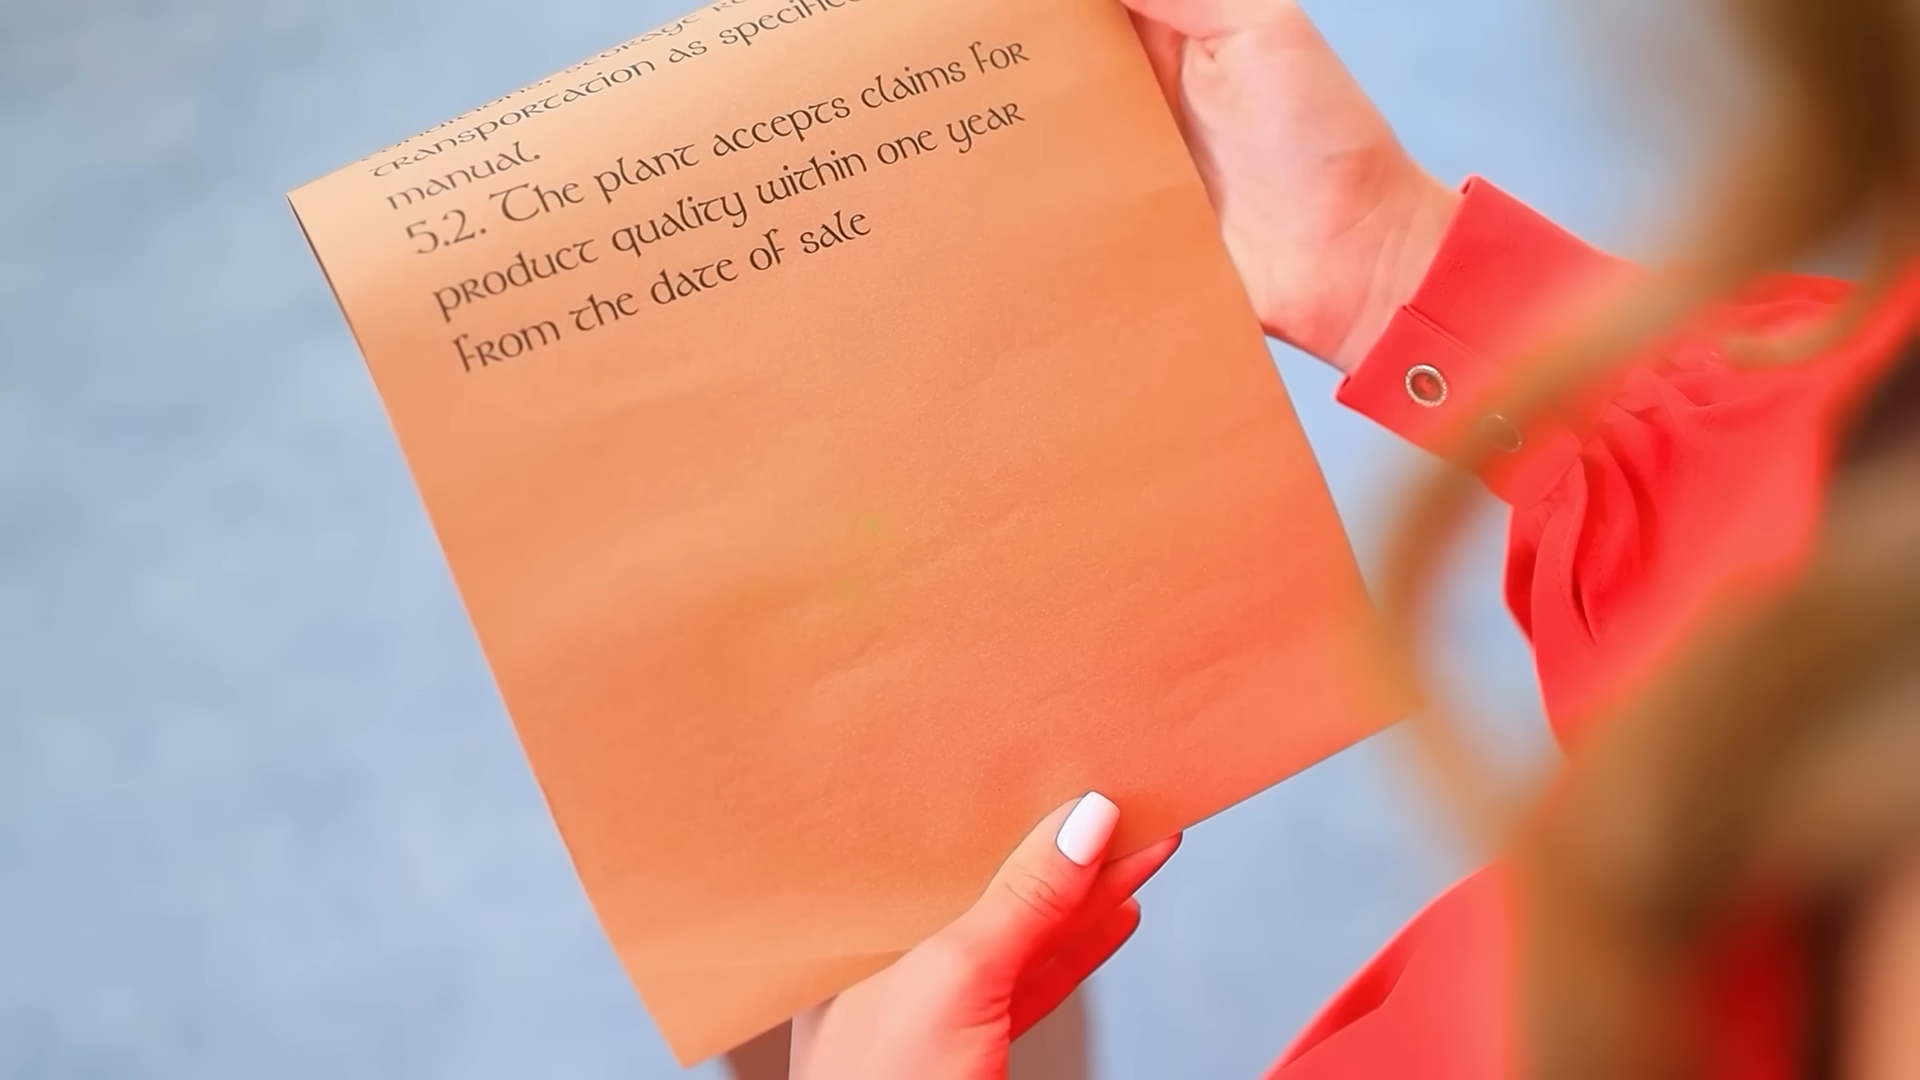 transportation as specified
manual.
5.2. The plant accepts claims for
product quality within one year
from the date of sale